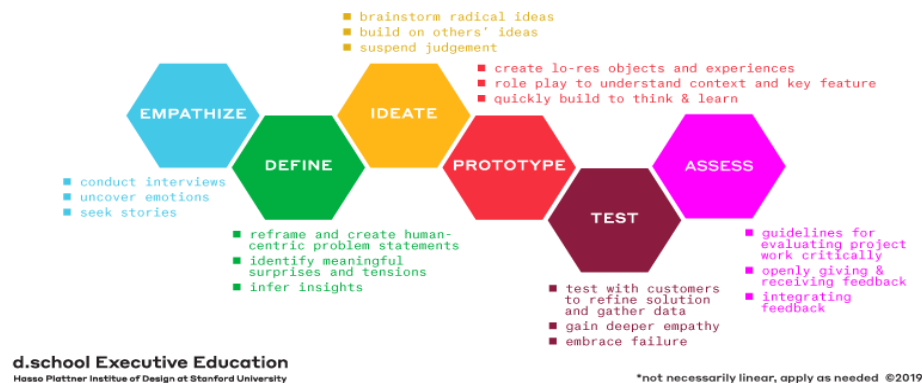 ■ brainstorm radical ideas
■ build on others' ideas
■ suspend judgement
■ create lo-res objects and experiences
■ role play to understand context and key feature
■ quickly build to think & learn
EMPATHIZE
IDEATE
DEFINE
PROTOTYPE
ASSESS
TEST
■ conduct interviews
■ uncover emotions
■ seek stories
■ reframe and create human-
centric problem statements
■ identify meaningful
surprises and tensions
■ infer insights
■ guidelines for
evaluating project
work critically
■ openly giving &
receiving feedback
■ integrating
feedback
■ test with customers
to refine solution
and gather data
■ gain deeper empathy
■ embrace failure
d.school Executive Education
Hasso Plattner Institue of Design at Stanford University
*not necessarily linear, apply as needed ©2019